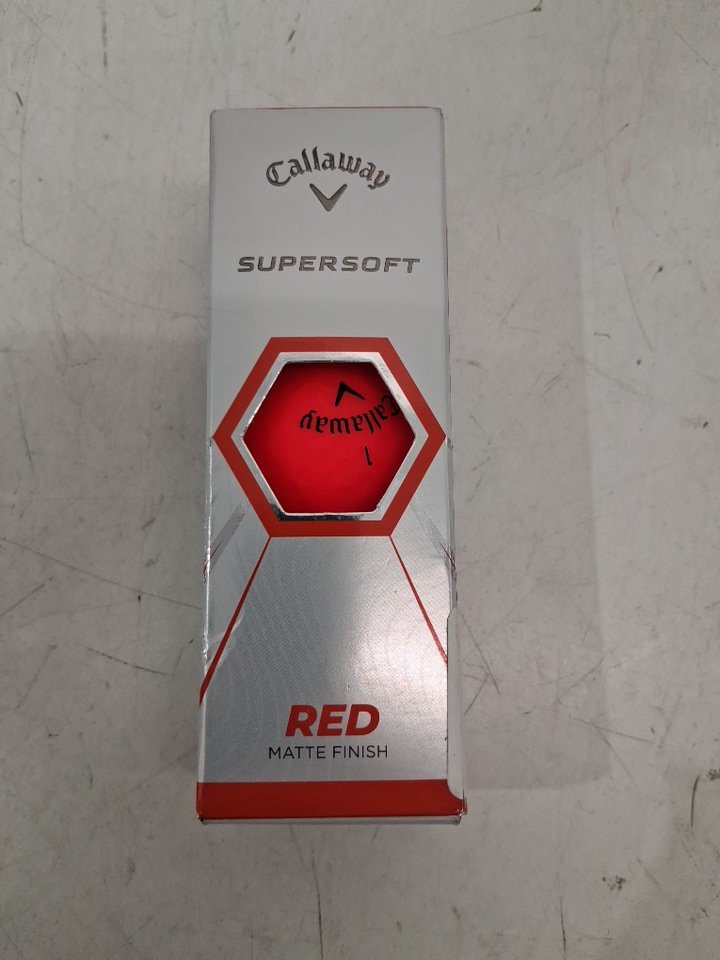 Callaway
SUPERSOFT
Callaway
1
RED
MATTE FINISH